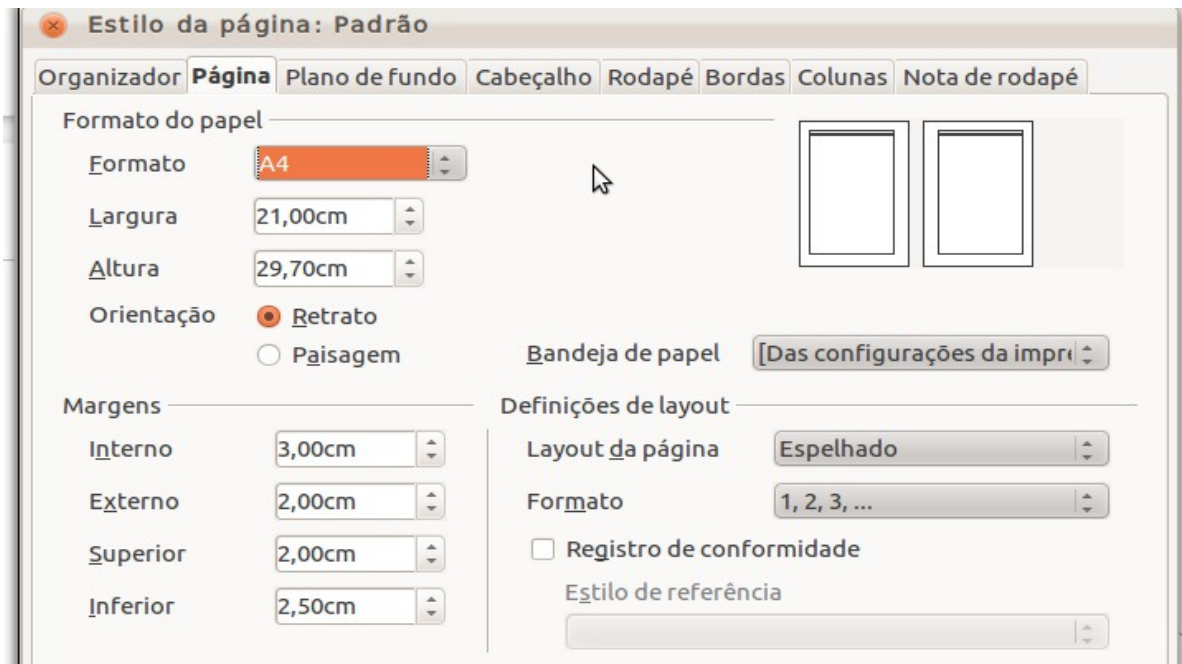 Estilo da página: Padrão
Organizador Página Plano de fundo Cabeçalho Rodapé Bordas Colunas Nota de rodapé
Formato do papel
Formato A4
Largura 21,00cm
Altura 29,70cm
Orientação Retrato
Paisagem
Bandeja de papel [Das configurações da impre
Margens
Interno 3,00cm
Externo 2,00cm
Superior 2,00cm
Inferior 2,50cm
Definições de layout
Layout da página Espelhado
Formato 1, 2, 3, ...
Registro de conformidade
Estilo de referência